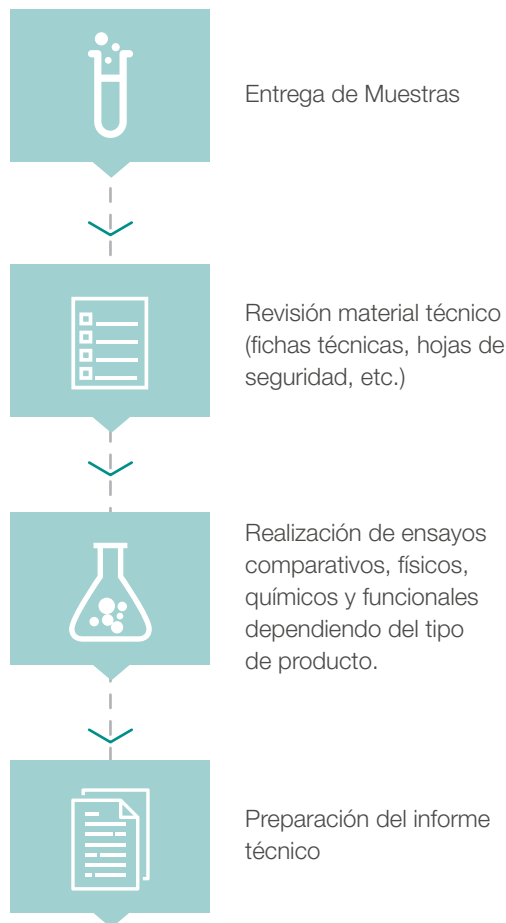 Entrega de Muestras
Revisión material técnico
(fichas técnicas, hojas de
seguridad, etc.)
Realización de ensayos
comparativos, físicos,
químicos y funcionales
dependiendo del tipo
de producto.
Preparación del informe
técnico